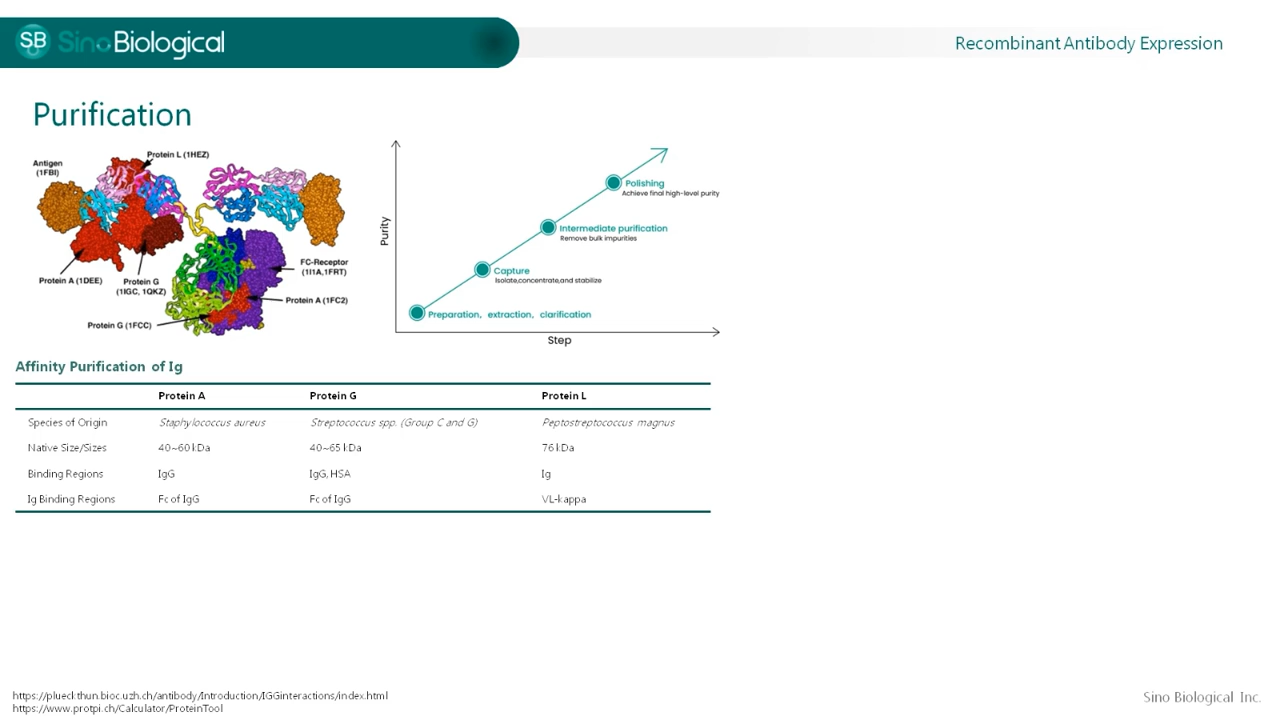 SB SinoBiological
Recombinant Antibody Expression
Purification
Protein L (1HEZ)
Antigen
(1FBI)
Protein A (1DEE)
Protein G
(1IGC, 1QKZ)
FC-Receptor
(1I1A,1FRT)
Protein A (1FC2)
Protein G (1FCC)
Purity
Polishing
Achieve final high-level purity
Intermediate purification
Remove bulk impurities
Capture
Isolate,concentrate,and stabilize
Preparation, extraction, clarification
Step
Affinity Purification of Ig
Protein A Protein G Protein L
Species of Origin Staphylococcus aureus Streptococcus spp. (Group C and G) Peptostreptococcus magnus
Native Size/Sizes 40~60 kDa 40~65 kDa 76 kDa
Binding Regions IgG IgG, HSA Ig
Ig Binding Regions Fc of IgG Fc of IgG VL-kappa
https://plueckthun.bioc.uzh.ch/antibody/Introduction/IGGinteractions/index.html
https://www.protpi.ch/Calculator/ProteinTool
Sino Biological Inc.